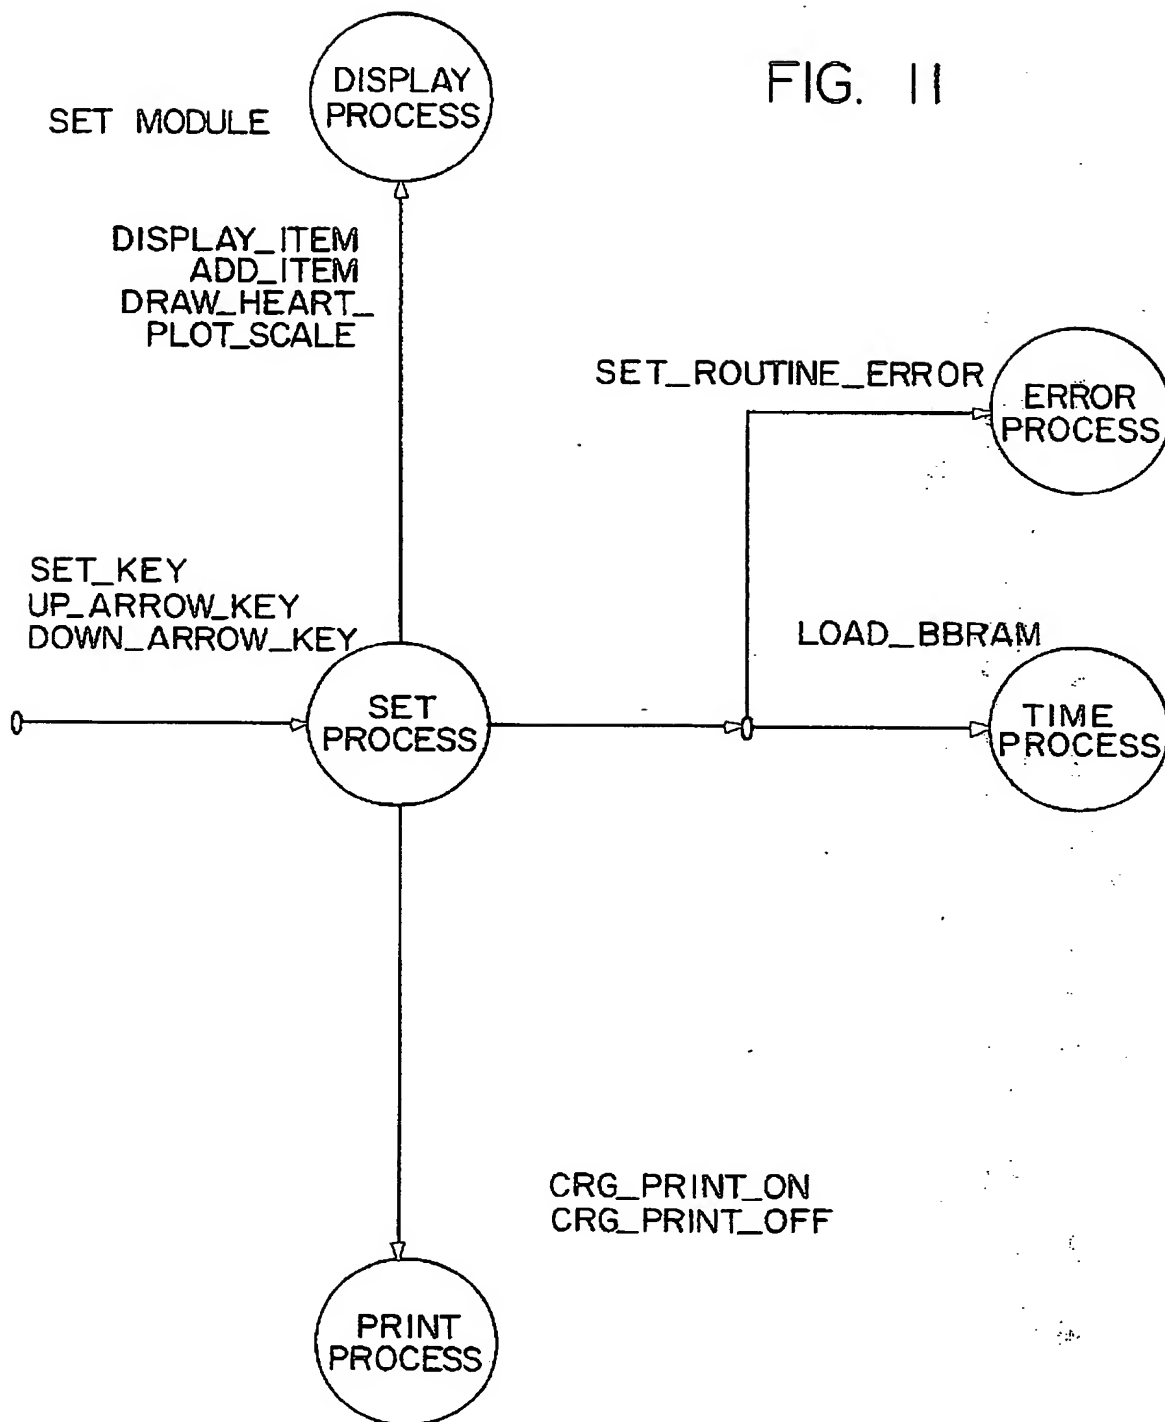 FIG. 11
SET MODULE
DISPLAY
PROCESS
DISPLAY_ITEM
ADD_ITEM
DRAW_HEART_
PLOT_SCALE
SET_ROUTINE_ERROR
ERROR
PROCESS
SET_KEY
UP_ARROW_KEY
DOWN_ARROW_KEY
LOAD_BBRAM
SET
PROCESS
TIME
PROCESS
CRG_PRINT_ON
CRG_PRINT_OFF
PRINT
PROCESS